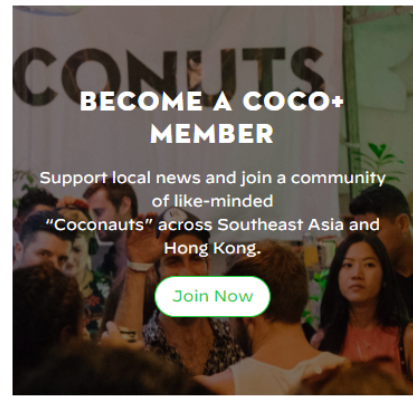 COCONUTS
BECOME A COCO+
MEMBER
Support local news and join a community
of like-minded
“Coconauts” across Southeast Asia and
Hong Kong.
Join Now